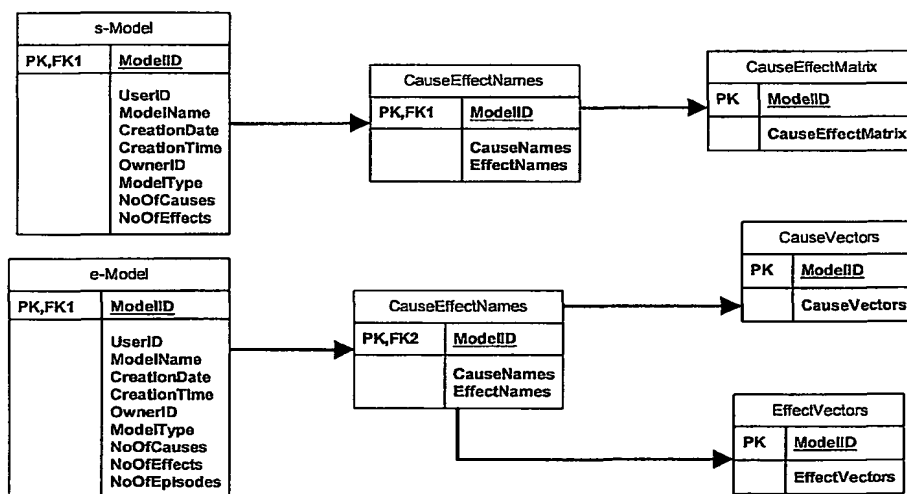 s-Model
PK,FK1 ModelID
UserID
ModelName
CreationDate
CreationTime
OwnerID
ModelType
NoOfCauses
NoOfEffects
CauseEffectNames
PK,FK1 ModelID
CauseNames
EffectNames
CauseEffectMatrix
PK ModelID
CauseEffectMatrix
e-Model
PK,FK1 ModelID
UserID
ModelName
CreationDate
CreationTime
OwnerID
ModelType
NoOfCauses
NoOfEffects
NoOfEpisodes
CauseEffectNames
PK,FK2 ModelID
CauseNames
EffectNames
CauseVectors
PK ModelID
CauseVectors
EffectVectors
PK ModelID
EffectVectors